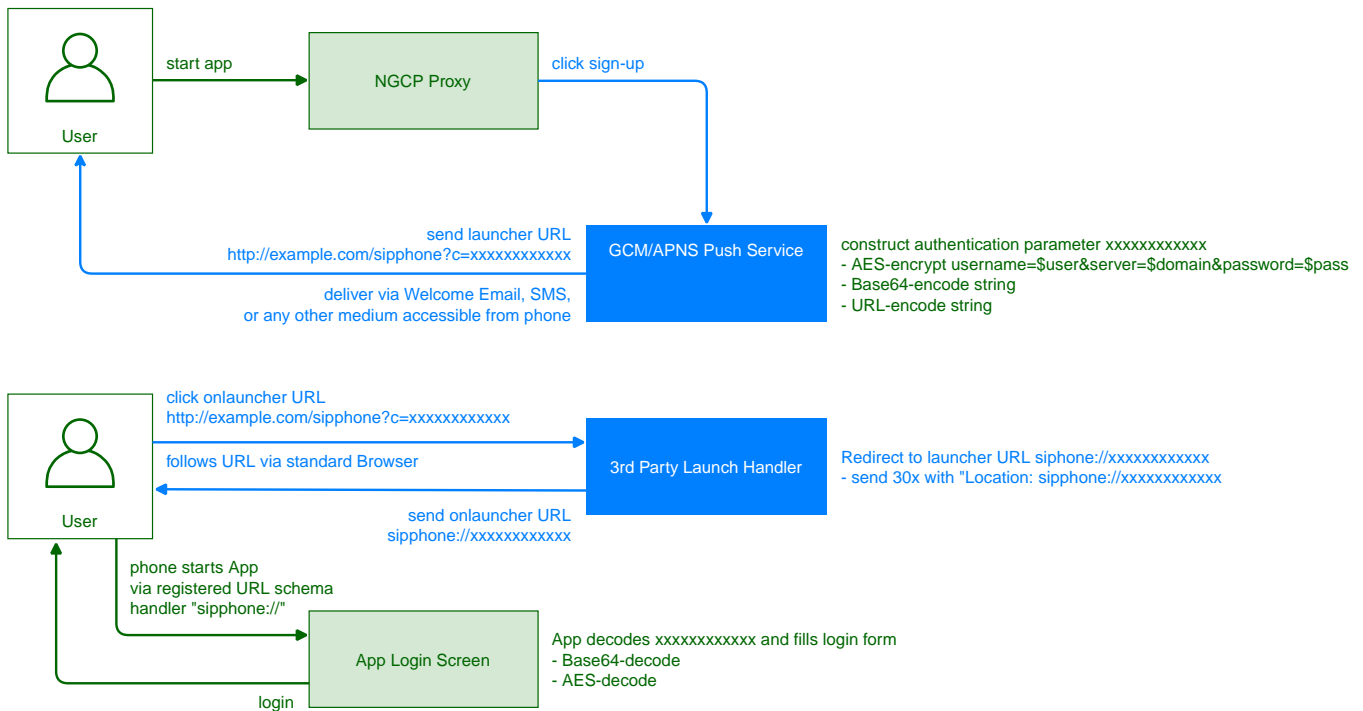 start app
NGCP Proxy
click sign-up
User
send launcher URL
http://example.com/sipphone?c=xxxxxxxxxxxx
deliver via Welcome Email, SMS,
or any other medium accessible from phone
GCM/APNS Push Service
construct authentication parameter xxxxxxxxxxxx
- AES-encrypt username=$user&server=$domain&password=$pass
- Base64-encode string
- URL-encode string
click onlauncher URL
http://example.com/sipphone?c=xxxxxxxxxxxx
follows URL via standard Browser
User
3rd Party Launch Handler
Redirect to launcher URL siphone://xxxxxxxxxxxx
- send 30x with "Location: sipphone://xxxxxxxxxxxx
send onlauncher URL
sipphone://xxxxxxxxxxxx
phone starts App
via registered URL schema
handler "sipphone://"
App Login Screen
App decodes xxxxxxxxxxxx and fills login form
- Base64-decode
- AES-decode
login